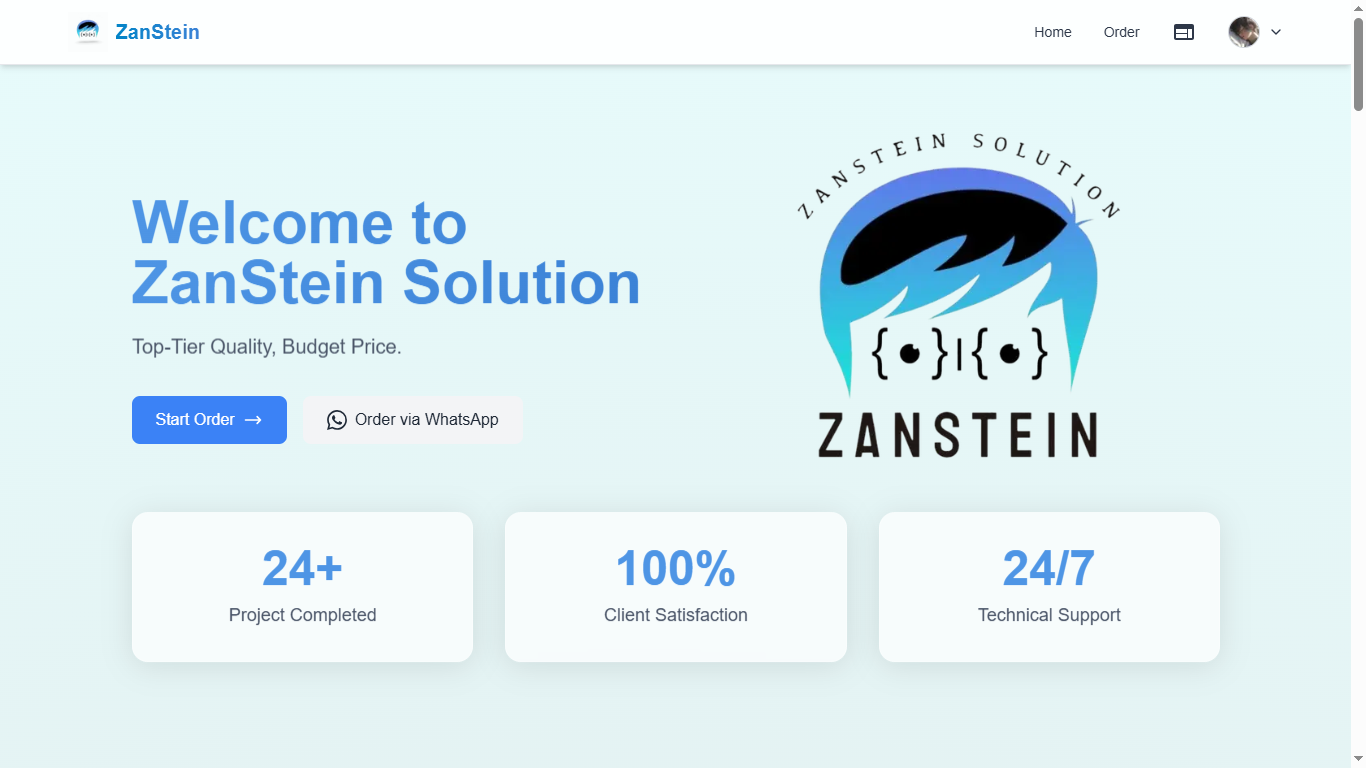 ZanStein
Home
Order
ZANSTEIN SOLUTION
Welcome to
ZanStein Solution
Top-Tier Quality, Budget Price.
Start Order →
Order via WhatsApp
{•}|{•}
ZANSTEIN
24+
Project Completed
100%
Client Satisfaction
24/7
Technical Support